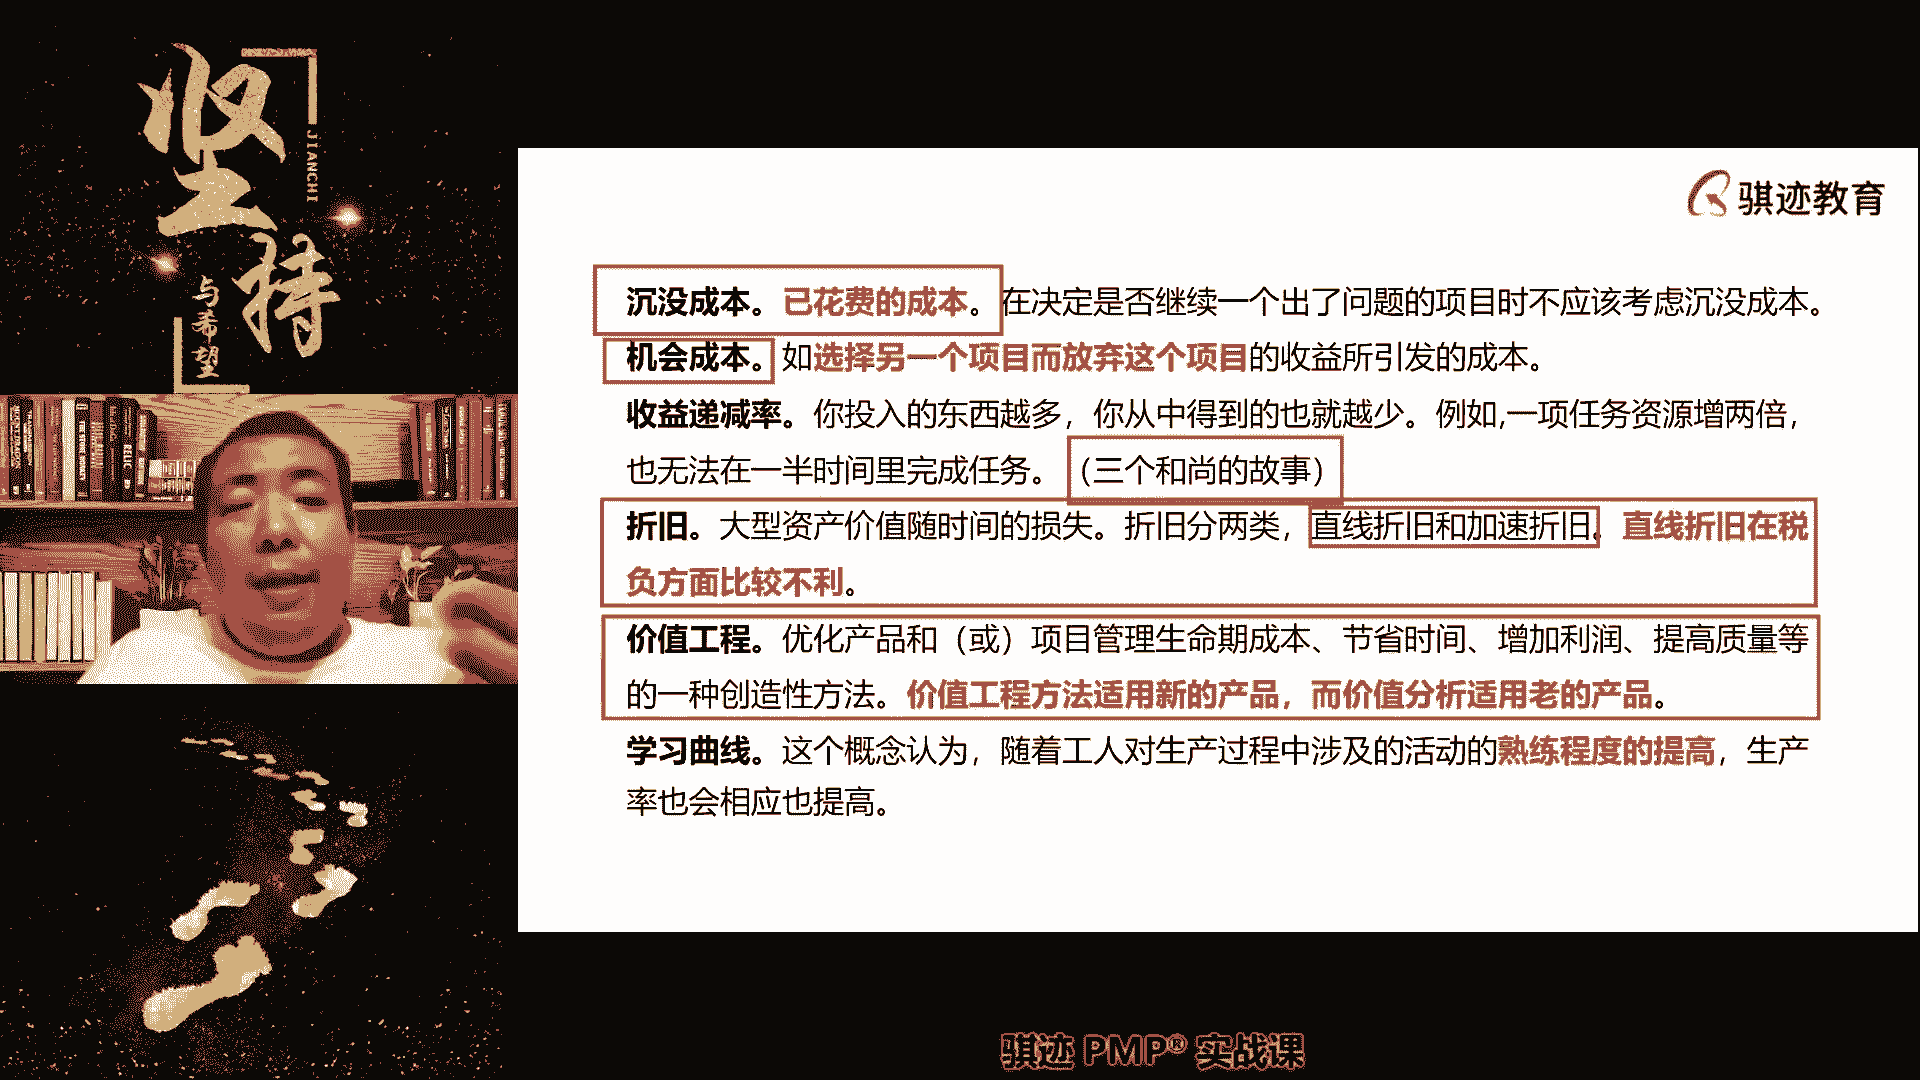 坚持
JIANCHI
与希望
骐迹教育
沉没成本。已花费的成本。在决定是否继续一个出了问题的项目时不应该考虑沉没成本。
机会成本。如选择另一个项目而放弃这个项目的收益所引发的成本。
收益递减率。你投入的东西越多，你从中得到的也就越少。例如,一项任务资源增两倍，
也无法在一半时间里完成任务。（三个和尚的故事）
折旧。大型资产价值随时间的损失。折旧分两类，直线折旧和加速折旧。直线折旧在税
负方面比较不利。
价值工程。优化产品和（或）项目管理生命期成本、节省时间、增加利润、提高质量等
的一种创造性方法。价值工程方法适用新的产品，而价值分析适用老的产品。
学习曲线。这个概念认为，随着工人对生产过程中涉及的活动的熟练程度的提高，生产
率也会相应也提高。
骐迹 PMP® 实战课